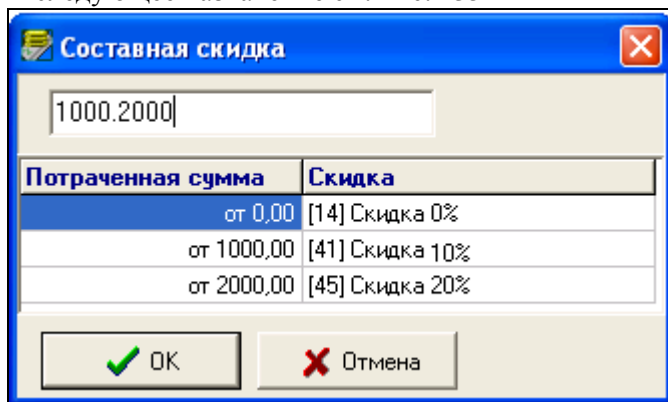 Составная скидка
1000.2000
Потраченная сумма Скидка
от 0,00 [14] Скидка 0%
от 1000,00 [41] Скидка 10%
от 2000,00 [45] Скидка 20%
OK Отмена